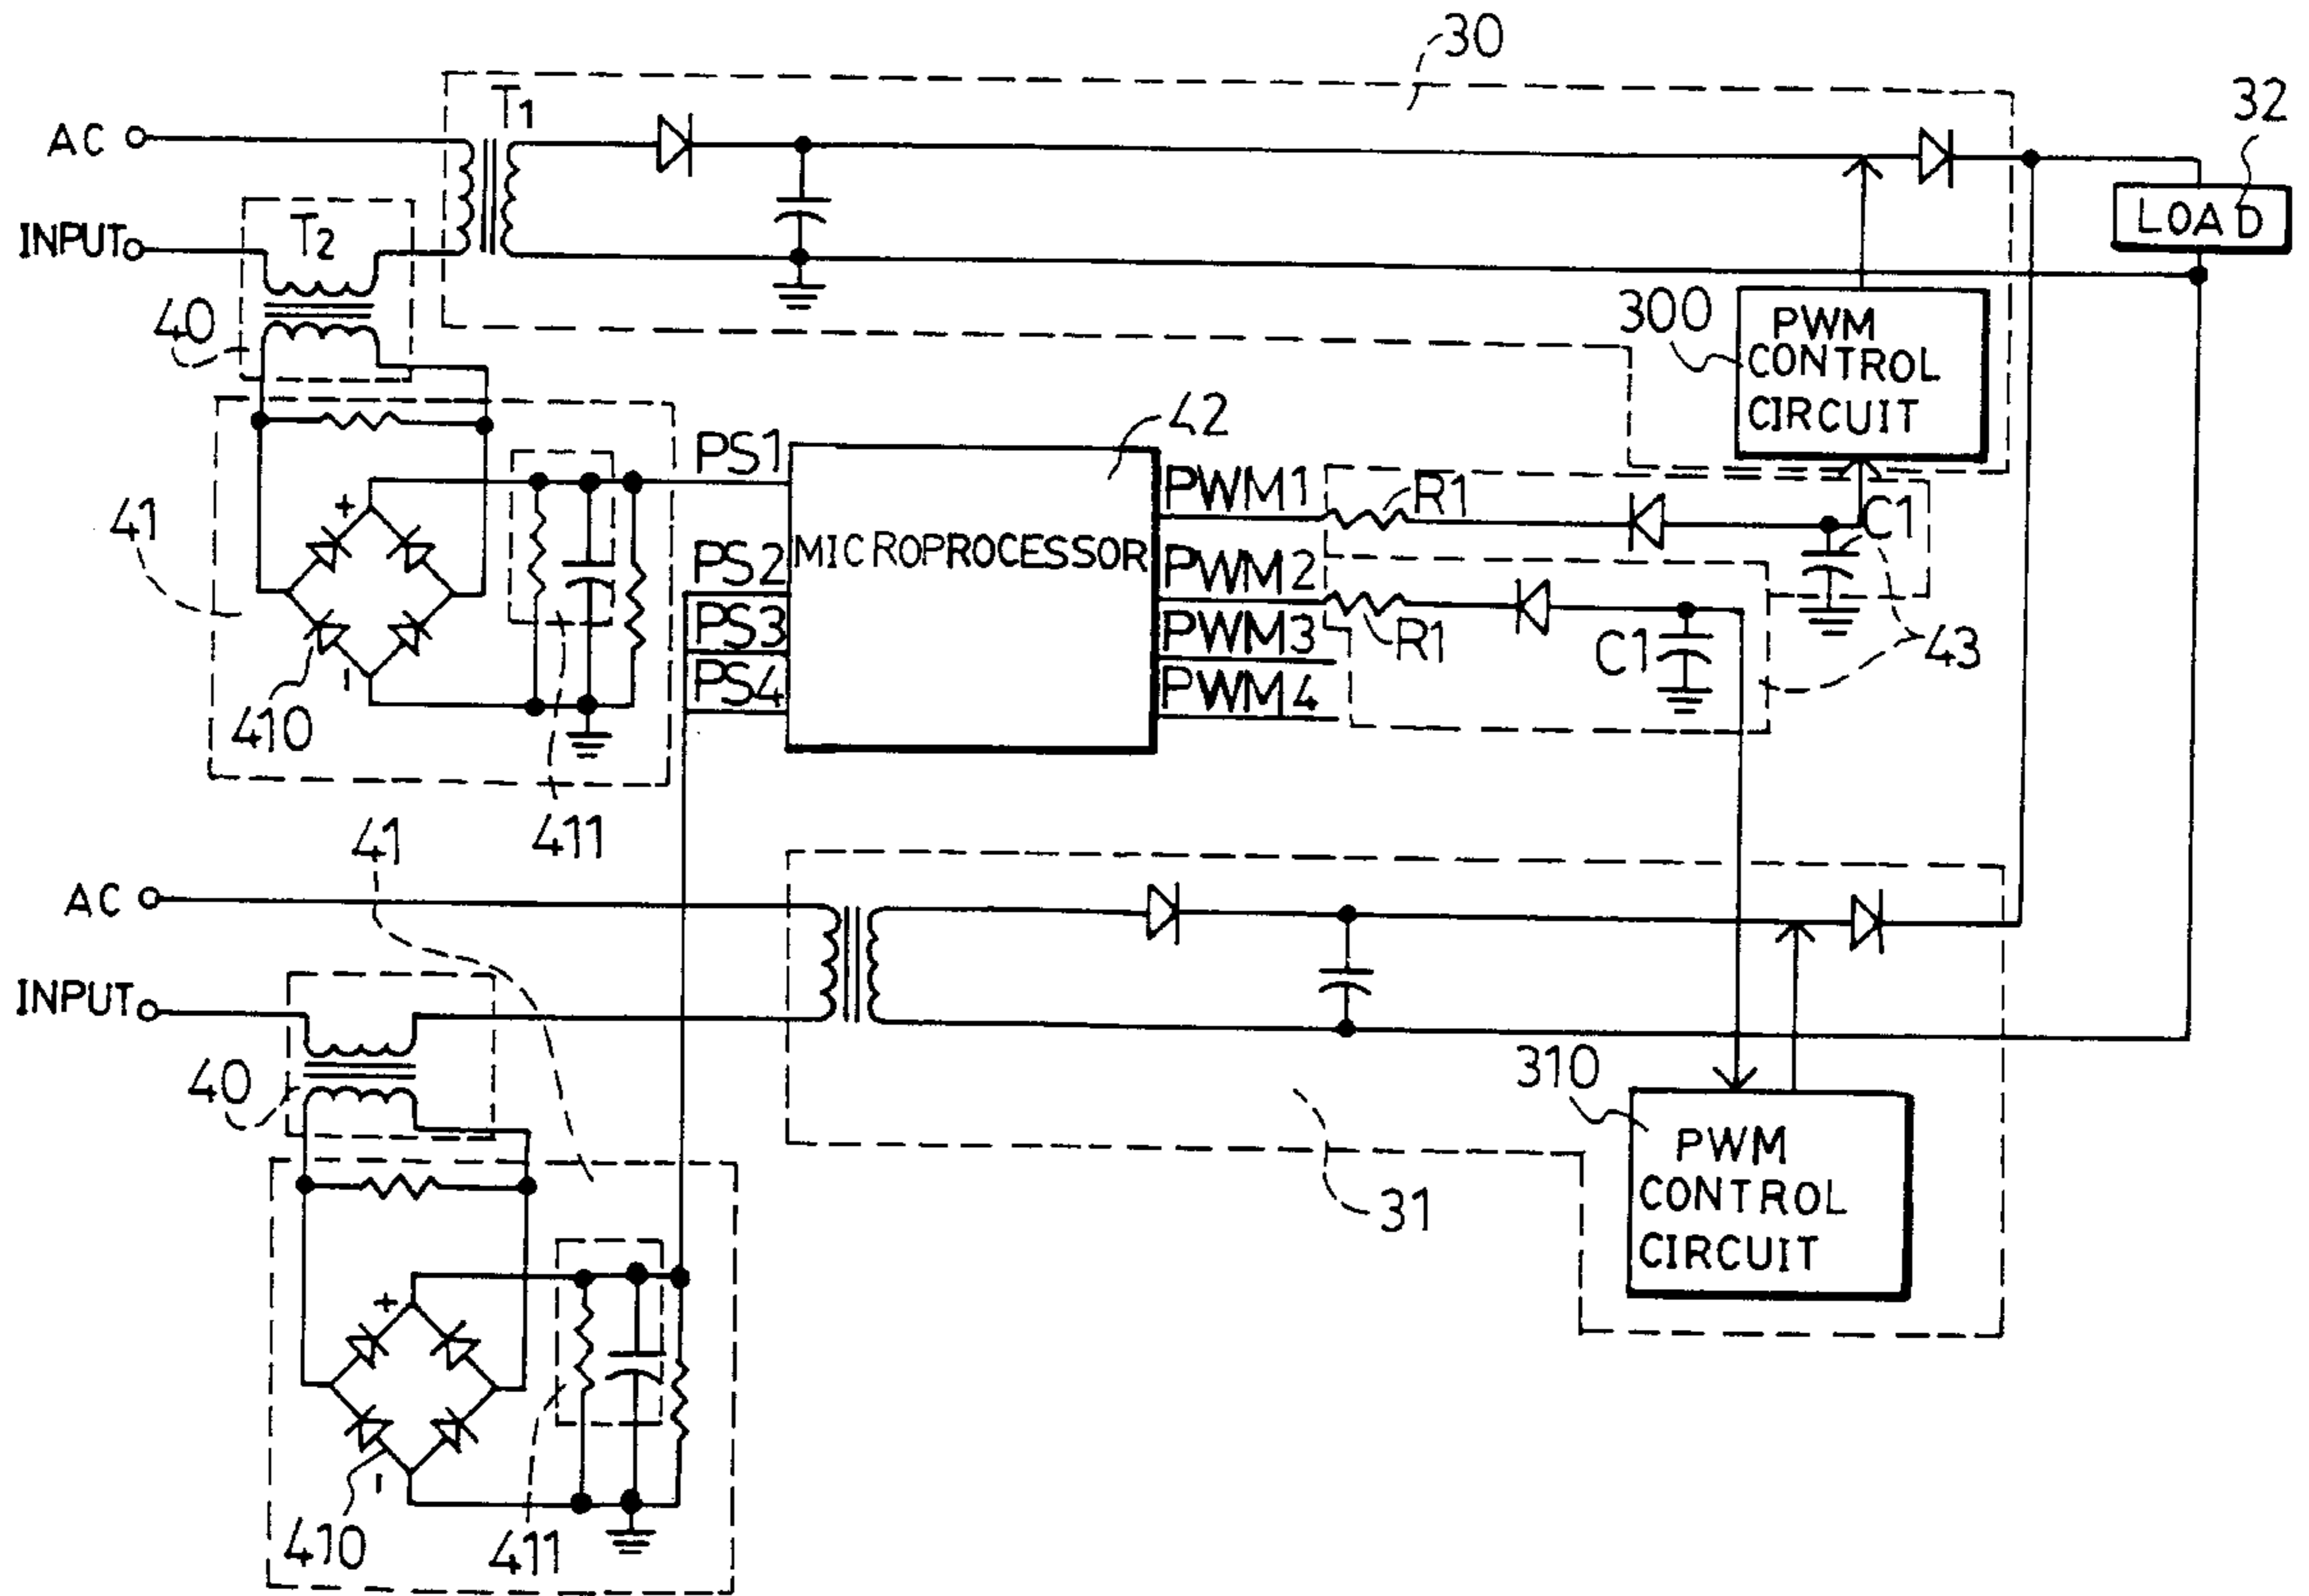 30
T1
32
AC
LOAD
INPUT
T2
40
300
PWM
CONTROL
CIRCUIT
42
PS1
PWM1
R1
C1
41
+
MICROPROCESSOR
PS2
PWM2
PS3
PWM3
R1
C1
43
PS4
PWM4
-
410
411
41
AC
INPUT
40
310
PWM
CONTROL
CIRCUIT
31
+
-
410
411